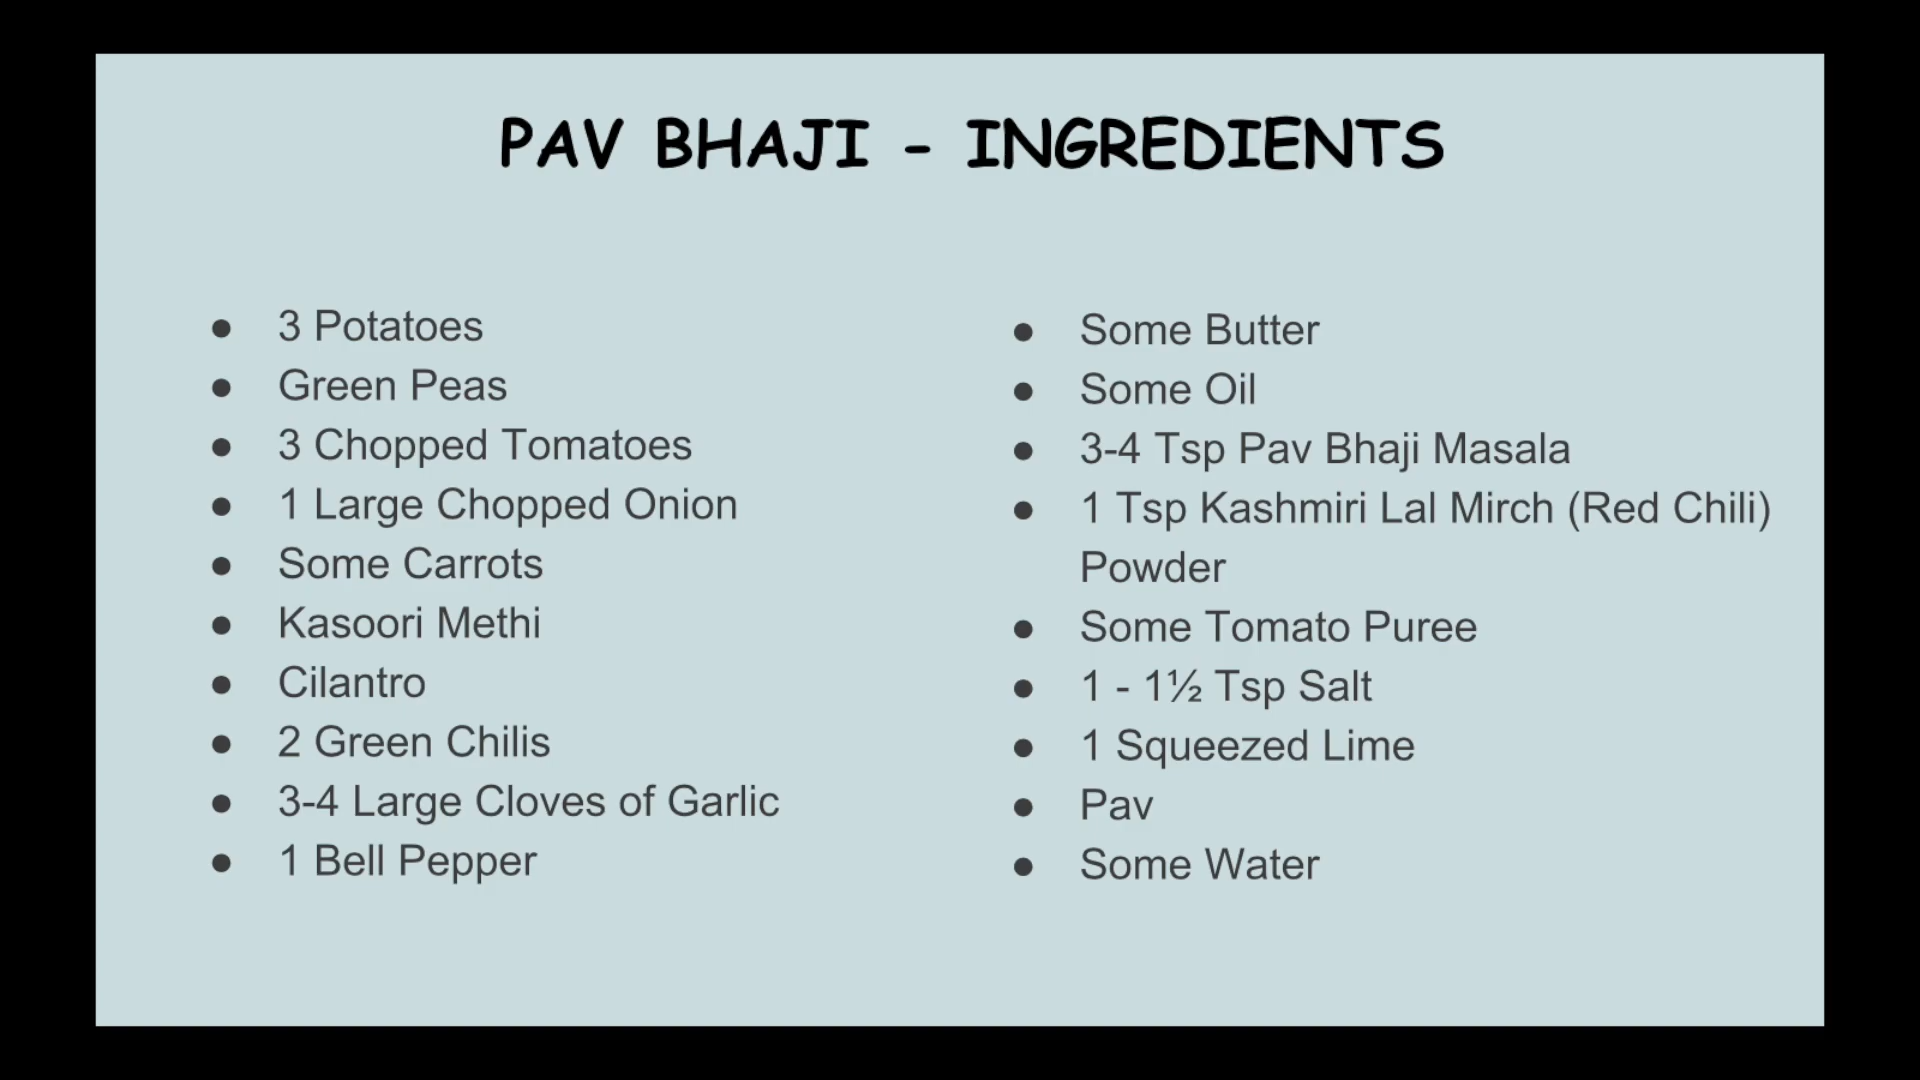 PAV BHAJI - INGREDIENTS
● 3 Potatoes
● Green Peas
● 3 Chopped Tomatoes
● 1 Large Chopped Onion
● Some Carrots
● Kasoori Methi
● Cilantro
● 2 Green Chilis
● 3-4 Large Cloves of Garlic
● 1 Bell Pepper
● Some Butter
● Some Oil
● 3-4 Tsp Pav Bhaji Masala
● 1 Tsp Kashmiri Lal Mirch (Red Chili)
Powder
● Some Tomato Puree
● 1 - 1½ Tsp Salt
● 1 Squeezed Lime
● Pav
● Some Water